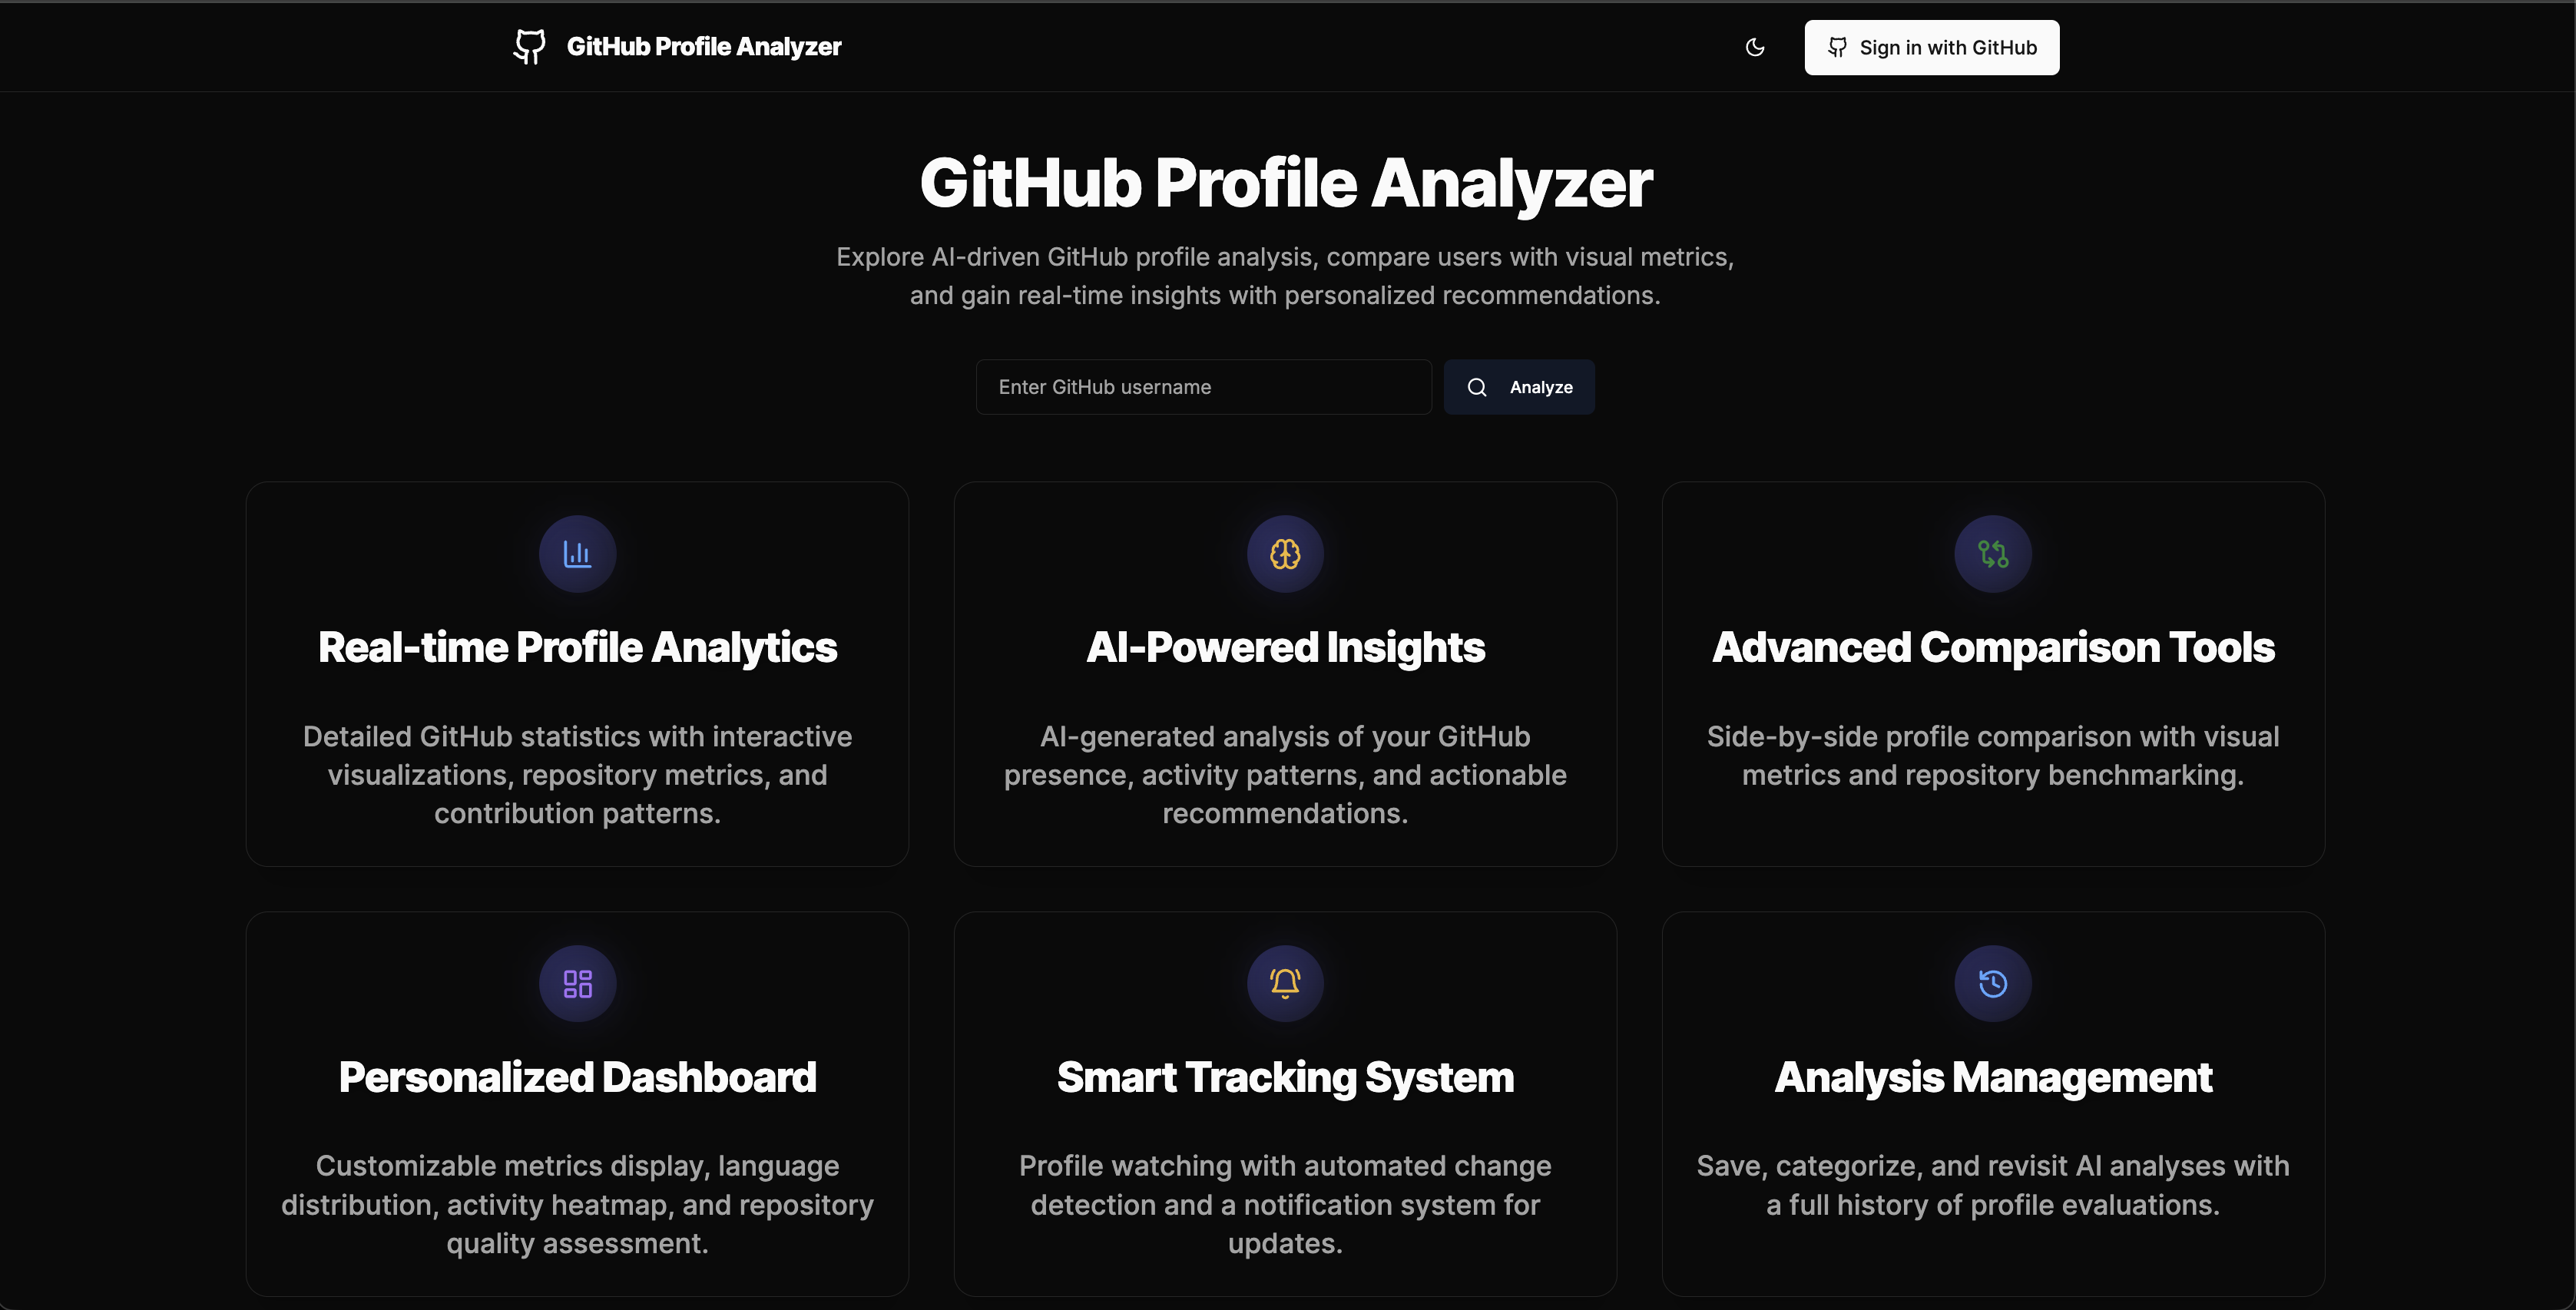 GitHub Profile Analyzer
Sign in with GitHub
GitHub Profile Analyzer
Explore AI-driven GitHub profile analysis, compare users with visual metrics,
and gain real-time insights with personalized recommendations.
Enter GitHub username
Analyze
Real-time Profile Analytics
Detailed GitHub statistics with interactive
visualizations, repository metrics, and
contribution patterns.
AI-Powered Insights
AI-generated analysis of your GitHub
presence, activity patterns, and actionable
recommendations.
Advanced Comparison Tools
Side-by-side profile comparison with visual
metrics and repository benchmarking.
Personalized Dashboard
Customizable metrics display, language
distribution, activity heatmap, and repository
quality assessment.
Smart Tracking System
Profile watching with automated change
detection and a notification system for
updates.
Analysis Management
Save, categorize, and revisit AI analyses with
a full history of profile evaluations.